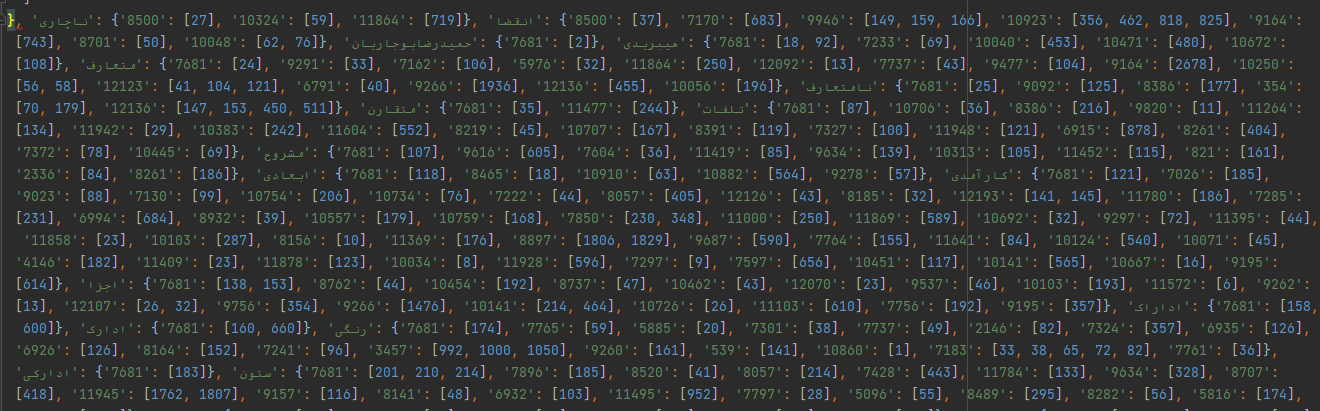 }, 'ناچاری': {'8500': [27], '10324': [59], '11864': [719]}, 'انقضا': {'8500': [37], '7170': [683], '9946': [149, 159, 166], '10923': [356, 462, 818, 825], '9164':
[743], '8701': [50], '10048': [62, 76]}, 'حمیدرضابوجاریان': {'7681': [2]}, 'هیبریدی': {'7681': [18, 92], '7233': [69], '10040': [453], '10471': [480], '10672':
[108]}, 'متعارف': {'7681': [24], '9291': [33], '7162': [106], '5976': [32], '11864': [250], '12092': [13], '7737': [43], '9477': [104], '9164': [2678], '10250':
[56, 58], '12123': [41, 104, 121], '6791': [40], '9266': [1936], '12136': [455], '10056': [196]}, 'نامتعارف': {'7681': [25], '9092': [125], '8386': [177], '354':
[70, 179], '12136': [147, 153, 450, 511]}, 'متقارن': {'7681': [35], '11477': [244]}, 'تلفات': {'7681': [87], '10706': [36], '8386': [216], '9820': [11], '11264':
[134], '11942': [29], '10383': [242], '11604': [552], '8219': [45], '10707': [167], '8391': [119], '7327': [100], '11948': [121], '6915': [878], '8261': [404],
'7372': [78], '10445': [69]}, 'مشروح': {'7681': [107], '9616': [605], '7604': [36], '11419': [85], '9634': [139], '10313': [105], '11452': [115], '821': [161],
'2336': [84], '8261': [186]}, 'ابعادی': {'7681': [118], '8465': [18], '10910': [63], '10882': [564], '9278': [57]}, 'کارآمدی': {'7681': [121], '7026': [185],
'9023': [88], '7130': [99], '10754': [206], '10734': [76], '7222': [44], '8057': [405], '12126': [43], '8185': [32], '12193': [141, 145], '11780': [186], '7285':
[231], '6994': [684], '8932': [39], '10557': [179], '10759': [168], '7850': [230, 348], '11000': [250], '11869': [589], '10692': [32], '9297': [72], '11395': [44],
'11858': [23], '10103': [287], '8156': [10], '11369': [176], '8897': [1806, 1829], '9687': [590], '7764': [155], '11641': [84], '10124': [540], '10071': [45],
'4146': [182], '11409': [23], '11878': [123], '10034': [8], '11928': [596], '7297': [9], '7597': [656], '10451': [117], '10141': [565], '10667': [16], '9195':
[614]}, 'اجزا': {'7681': [138, 153], '8762': [44], '10454': [192], '8737': [47], '10462': [43], '12070': [23], '9537': [46], '10103': [193], '11572': [6], '9262':
[13], '12107': [26, 32], '9756': [354], '9266': [1476], '10141': [214, 464], '10726': [26], '11103': [610], '7756': [192], '9195': [357]}, 'اداراک': {'7681': [158,
600]}, 'ادارک': {'7681': [160, 660]}, 'رنگی': {'7681': [174], '7765': [59], '5885': [20], '7301': [38], '7737': [49], '2146': [82], '7324': [357], '6935': [126],
'6926': [126], '8164': [152], '7241': [96], '3457': [992, 1000, 1050], '9260': [161], '539': [141], '10860': [1], '7183': [33, 38, 65, 72, 82], '7761': [36]},
'ادارکی': {'7681': [183]}, 'ستون': {'7681': [201, 210, 214], '7896': [185], '8520': [41], '8057': [214], '7428': [443], '11784': [133], '9634': [328], '8707':
[418], '11945': [1762, 1807], '9157': [116], '8141': [48], '6932': [103], '11495': [952], '7797': [28], '5096': [55], '8489': [295], '8282': [56], '5816': [174],